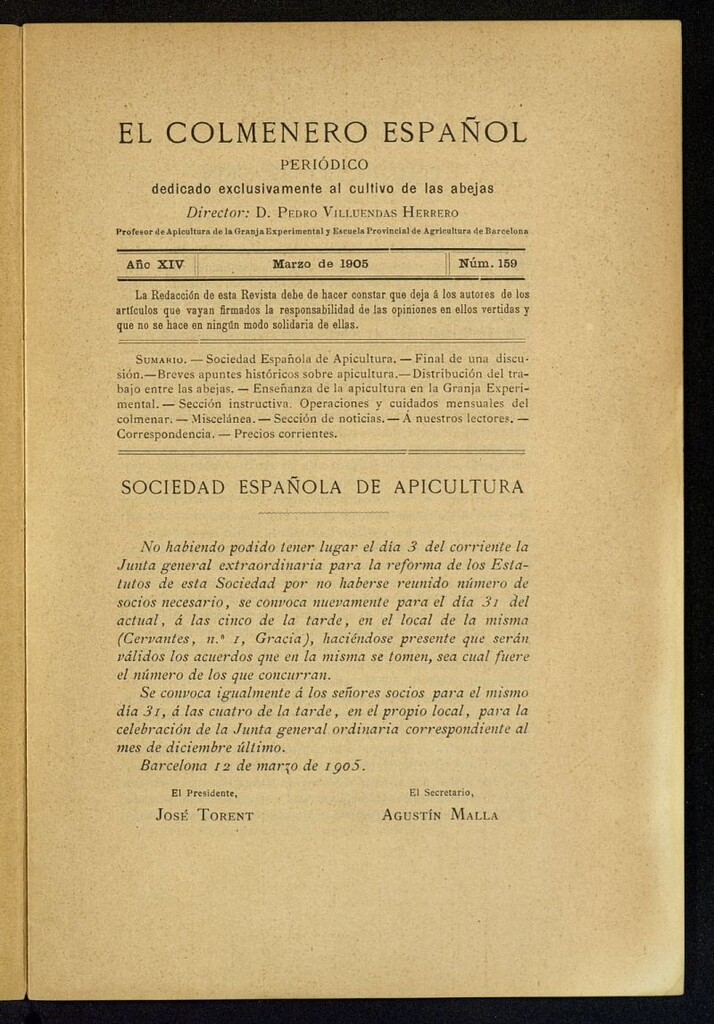 EL COLMENERO ESPAÑOL
PERIÓDICO
dedicado exclusivamente al cultivo de las abejas
Director: D. PEDRO VILLUENDAS HERRERO
Profesor de Apicultura de la Granja Experimental y Escuela Provincial de Agricultura de Barcelona
Año XIV Marzo de 1905 Núm. 159
La Redacción de esta Revista debe de hacer constar que deja á los autores de los
artículos que vayan firmados la responsabilidad de las opiniones en ellos vertidas y
que no se hace en ningún modo solidaria de ellas.
SUMARIO. — Sociedad Española de Apicultura. — Final de una discu-
sión.—Breves apuntes históricos sobre apicultura.—Distribución del tra-
bajo entre las abejas. — Enseñanza de la apicultura en la Granja Experi-
mental. — Sección instructiva. Operaciones y cuidados mensuales del
colmenar. — Miscelánea. — Sección de noticias. — Á nuestros lectores. —
Correspondencia. — Precios corrientes.
SOCIEDAD ESPAÑOLA DE APICULTURA
No habiendo podido tener lugar el día 3 del corriente la
Junta general extraordinaria para la reforma de los Esta-
tutos de esta Sociedad por no haberse reunido número de
socios necesario, se convoca nuevamente para el día 31 del
actual, á las cinco de la tarde, en el local de la misma
(Cervantes, n.º 1, Gracia), haciéndose presente que serán
válidos los acuerdos que en la misma se tomen, sea cual fuere
el número de los que concurran.
Se convoca igualmente á los señores socios para el mismo
día 31, á las cuatro de la tarde, en el propio local, para la
celebración de la Junta general ordinaria correspondiente al
mes de diciembre último.
Barcelona 12 de marzo de 1905.
El Presidente, El Secretario,
JOSÉ TORENT AGUSTÍN MALLA